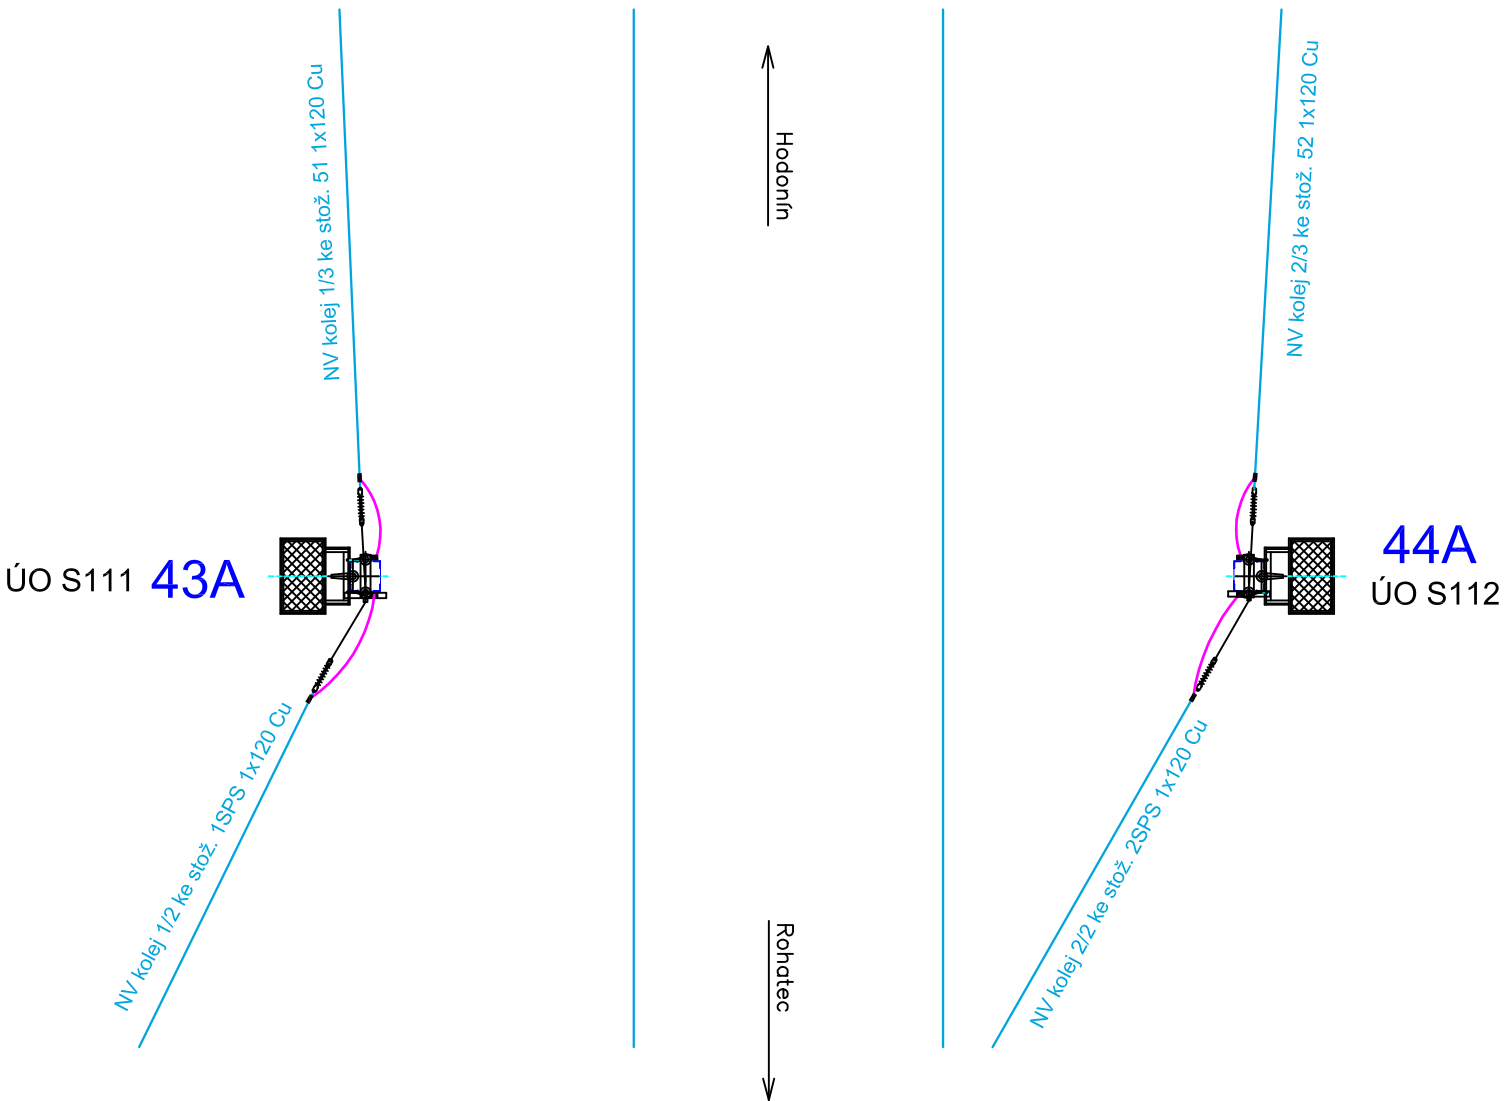 NV kolej 1/3 ke stož. 51 1x120 Cu
Hodonín
NV kolej 2/3 ke stož. 52 1x120 Cu
ÚO S111 43A
44A
ÚO S112
NV kolej 1/2 ke stož. 1SPS 1x120 Cu
NV kolej 2/2 ke stož. 2SPS 1x120 Cu
Rohatec